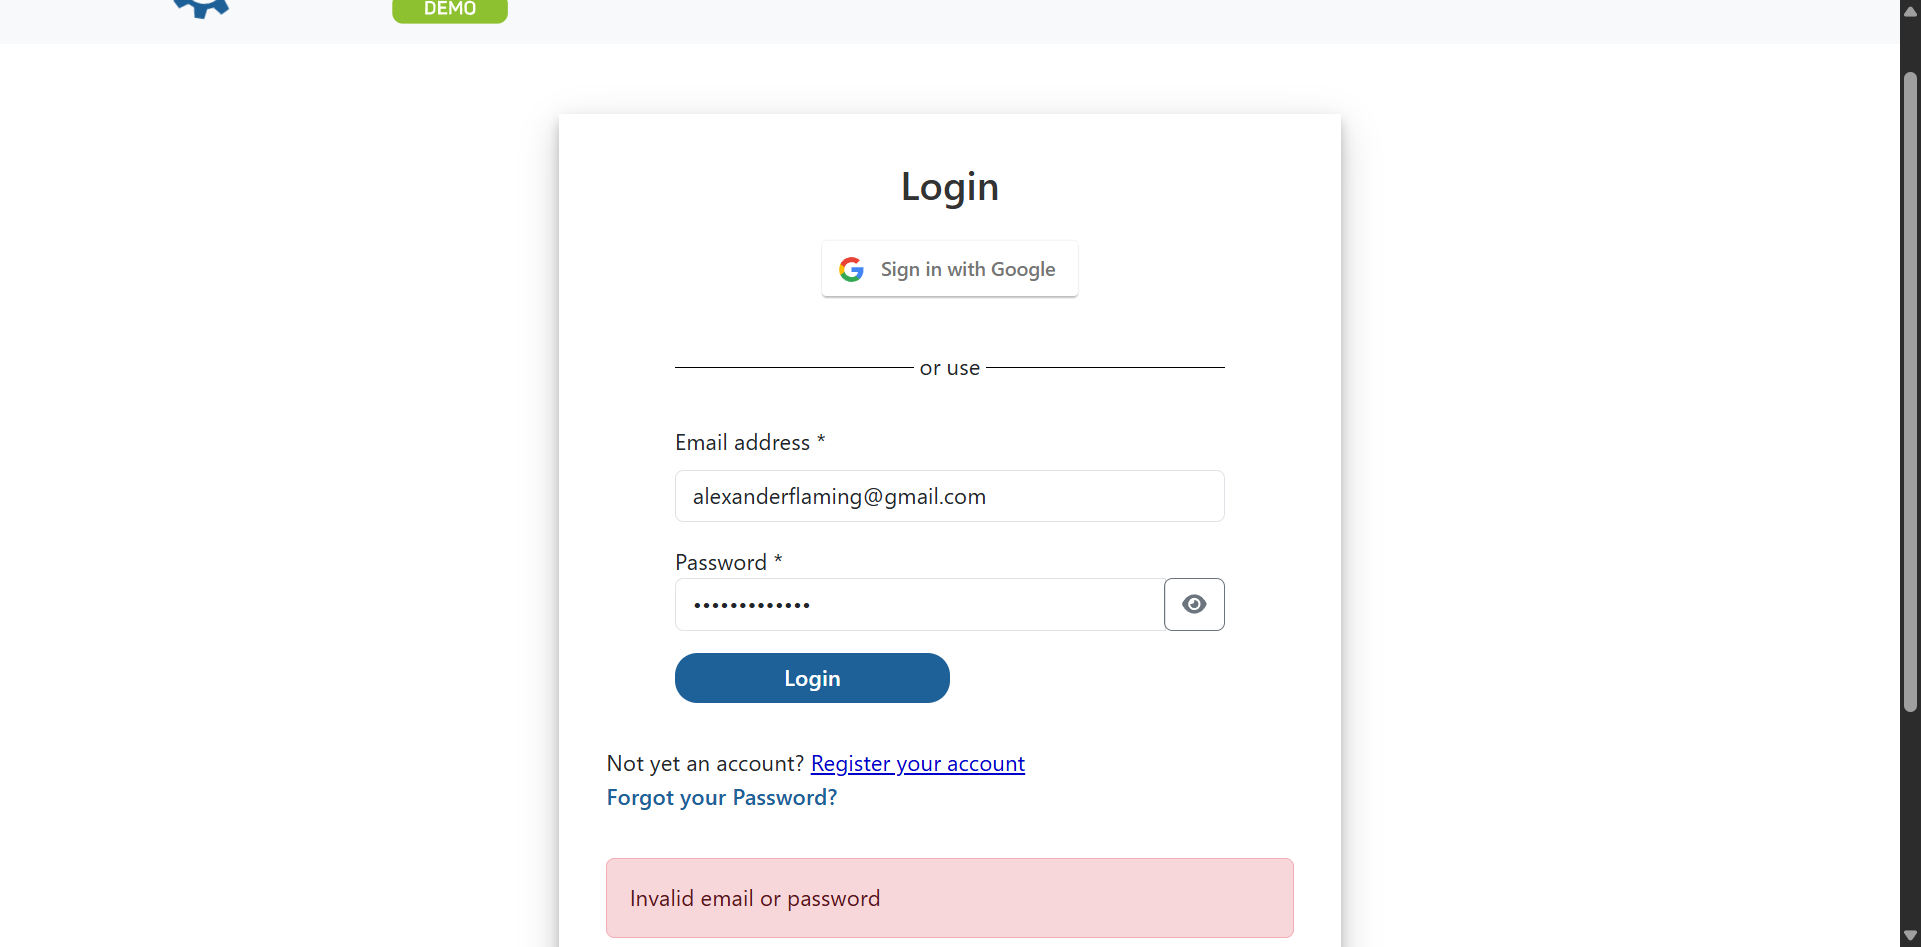 DEMO
Login
Sign in with Google
or use
Email address *
alexanderflaming@gmail.com
Password *
•••••••••••••
Login
Not yet an account? Register your account
Forgot your Password?
Invalid email or password